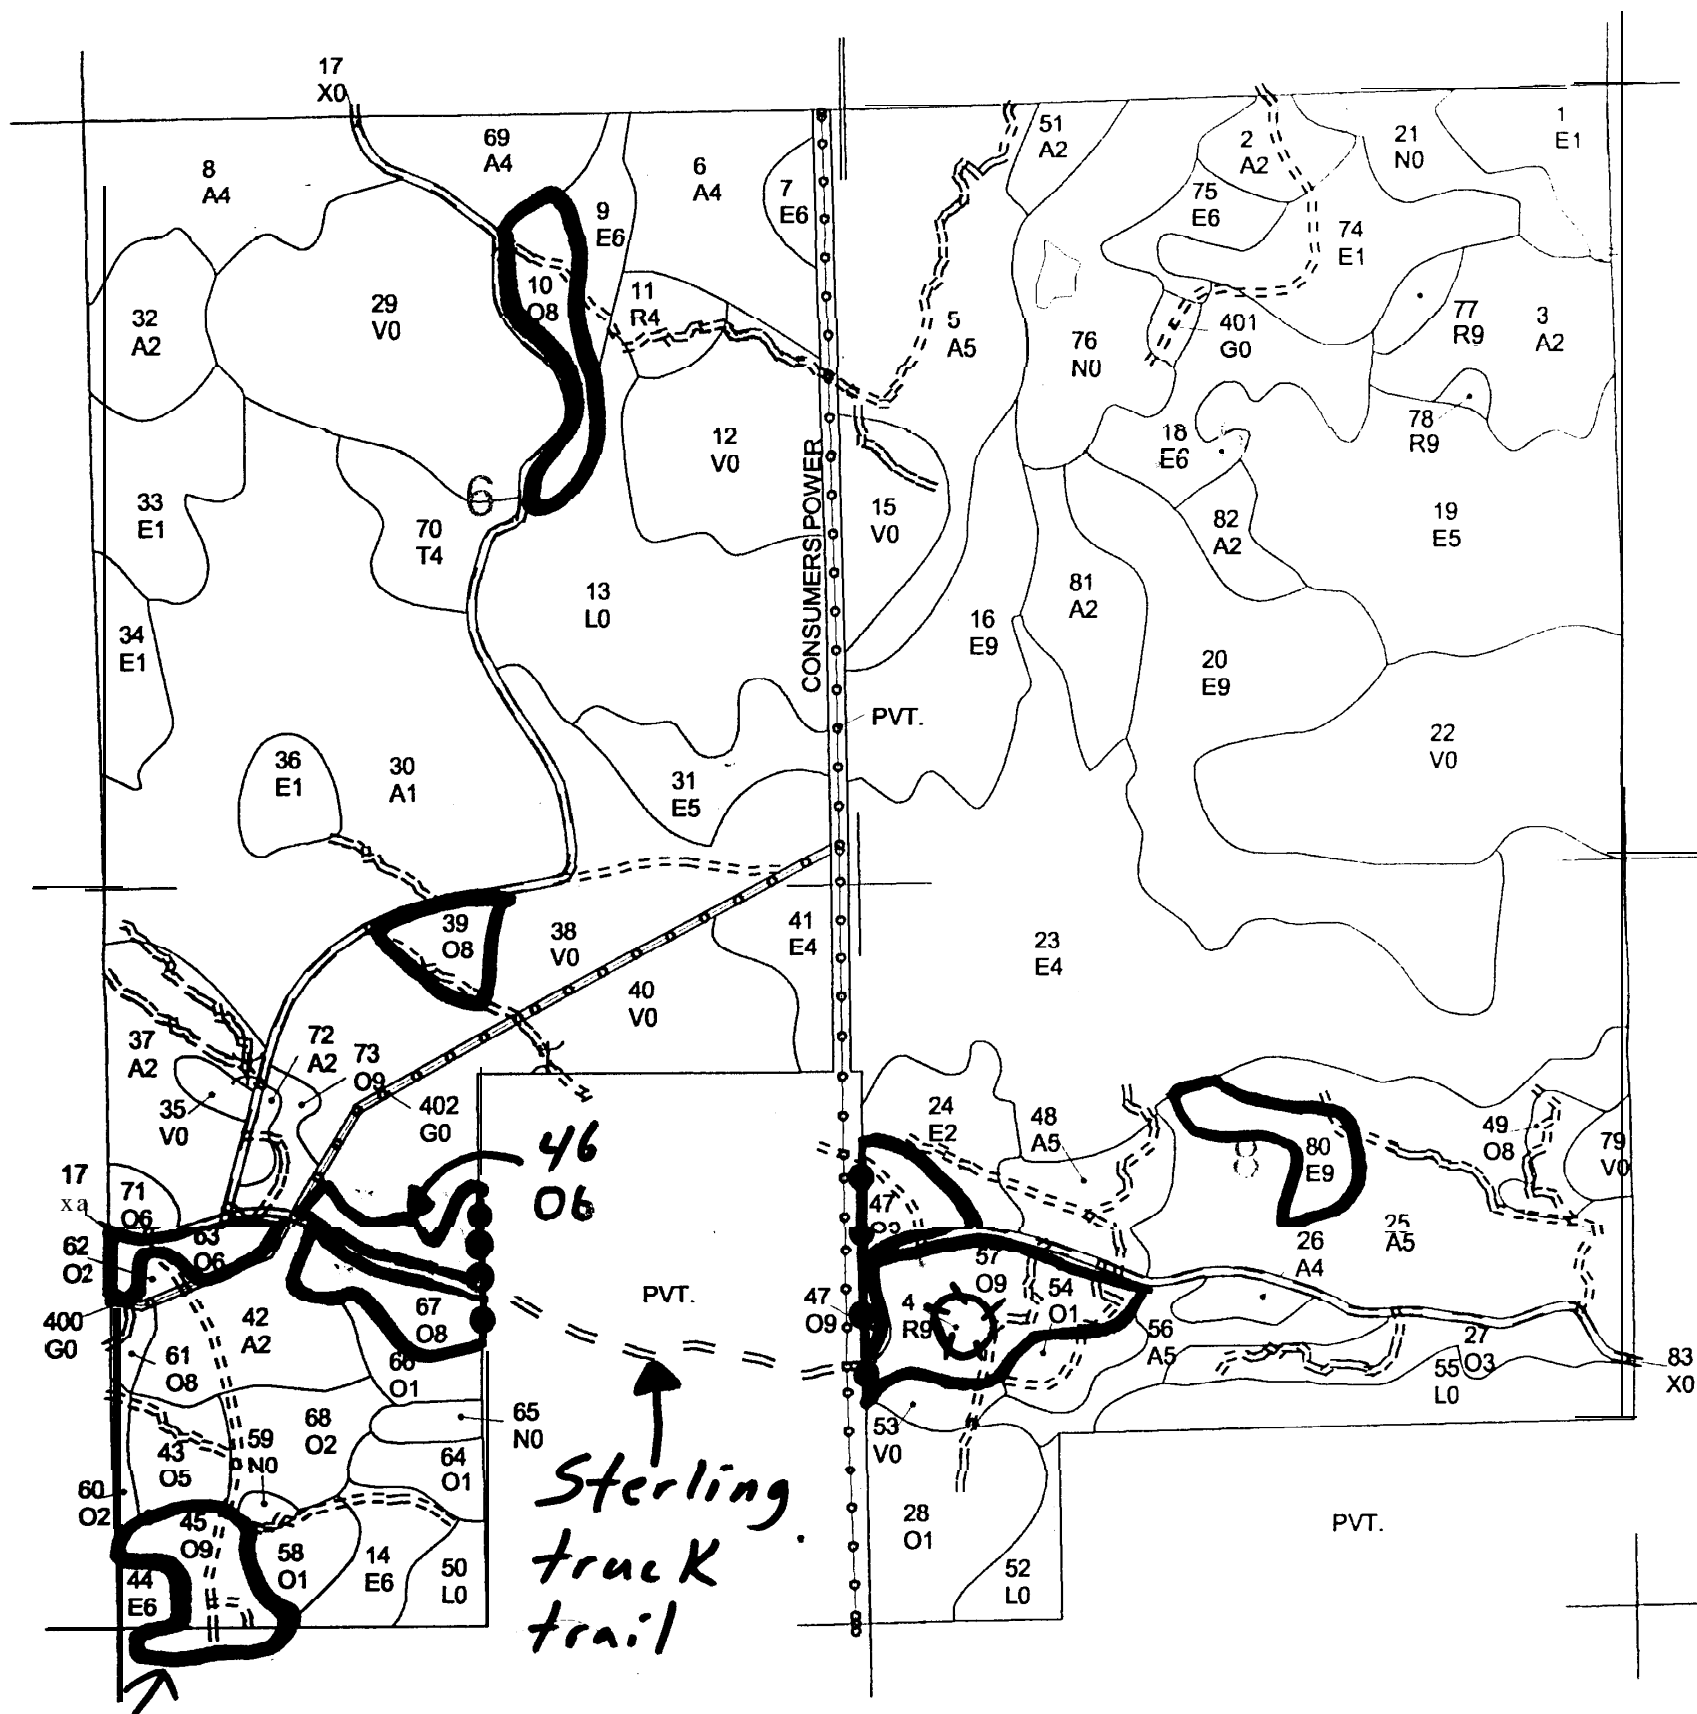 17
X0
69
A4
8
A4
6
A4
7
E6
9
E6
51
A2
2
A2
21
N0
1
E1
75
E6
74
E1
32
A2
29
V0
10
O8
11
R4
5
A5
76
N0
401
G0
77
R9
3
A2
78
R9
12
V0
CONSUMERS POWER
18
E6
6
33
E1
70
T4
15
V0
82
A2
19
E5
13
L0
81
A2
16
E9
34
E1
20
E9
PVT.
22
V0
36
E1
30
A1
31
E5
39
O8
38
V0
41
E4
23
E4
40
V0
37
A2
72
A2
73
O9
35
V0
402
G0
24
E2
48
A5
49
O8
79
V0
80
E9
8
46
06
17
xa
71
O6
62
O2
63
O6
47
25
A5
26
A4
57
O9
54
O1
PVT.
47
O9
4
R9
400
G0
42
A2
67
O8
61
O8
66
O1
56
A5
27
O3
55
L0
83
X0
68
O2
65
N0
53
V0
59
N0
43
O5
64
O1
60
O2
45
O9
Sterling
truck
trail
28
O1
PVT.
58
O1
14
E6
50
L0
44
E6
52
L0